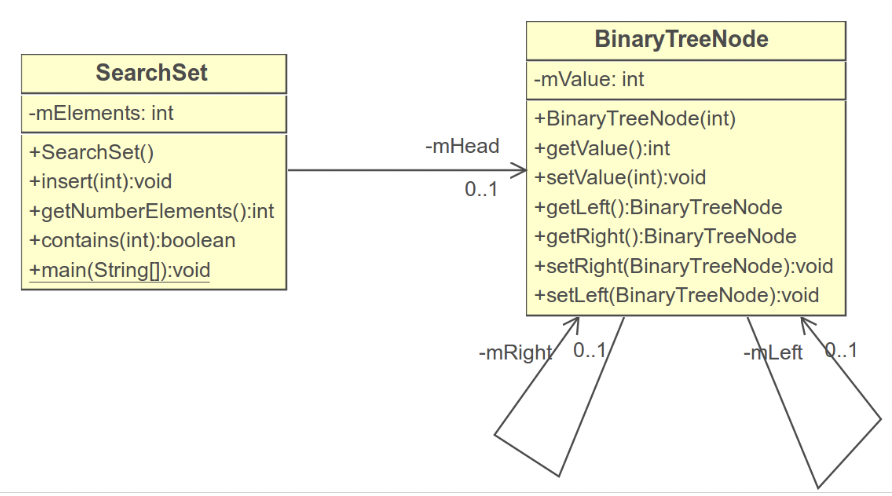 SearchSet
-mElements: int
+SearchSet()
+insert(int):void
+getNumberElements():int
+contains(int):boolean
+main(String[]):void
-mHead
0..1
BinaryTreeNode
-mValue: int
+BinaryTreeNode(int)
+getValue():int
+setValue(int):void
+getLeft():BinaryTreeNode
+getRight():BinaryTreeNode
+setRight(BinaryTreeNode):void
+setLeft(BinaryTreeNode):void
-mRight
0..1
-mLeft
0..1